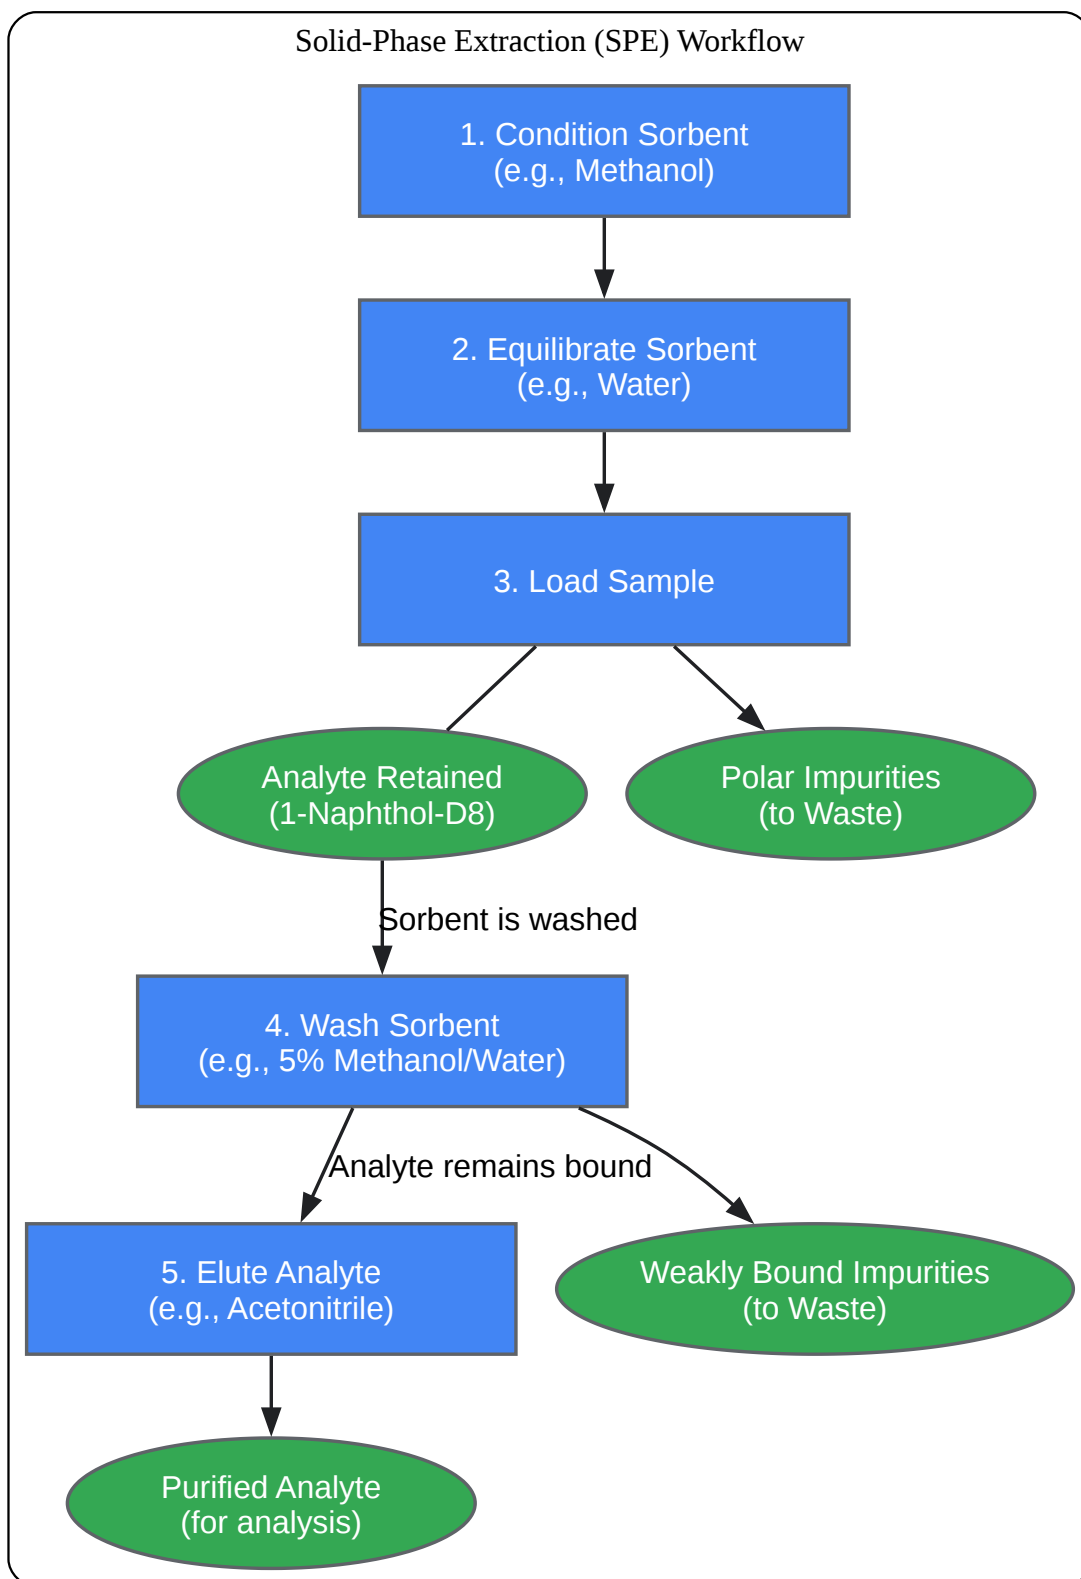 Solid-Phase Extraction (SPE) Workflow
1. Condition Sorbent
(e.g., Methanol)
2. Equilibrate Sorbent
(e.g., Water)
3. Load Sample
Analyte Retained
(1-Naphthol-D8)
Polar Impurities
(to Waste)
Sorbent is washed
4. Wash Sorbent
(e.g., 5% Methanol/Water)
Analyte remains bound
5. Elute Analyte
(e.g., Acetonitrile)
Weakly Bound Impurities
(to Waste)
Purified Analyte
(for analysis)